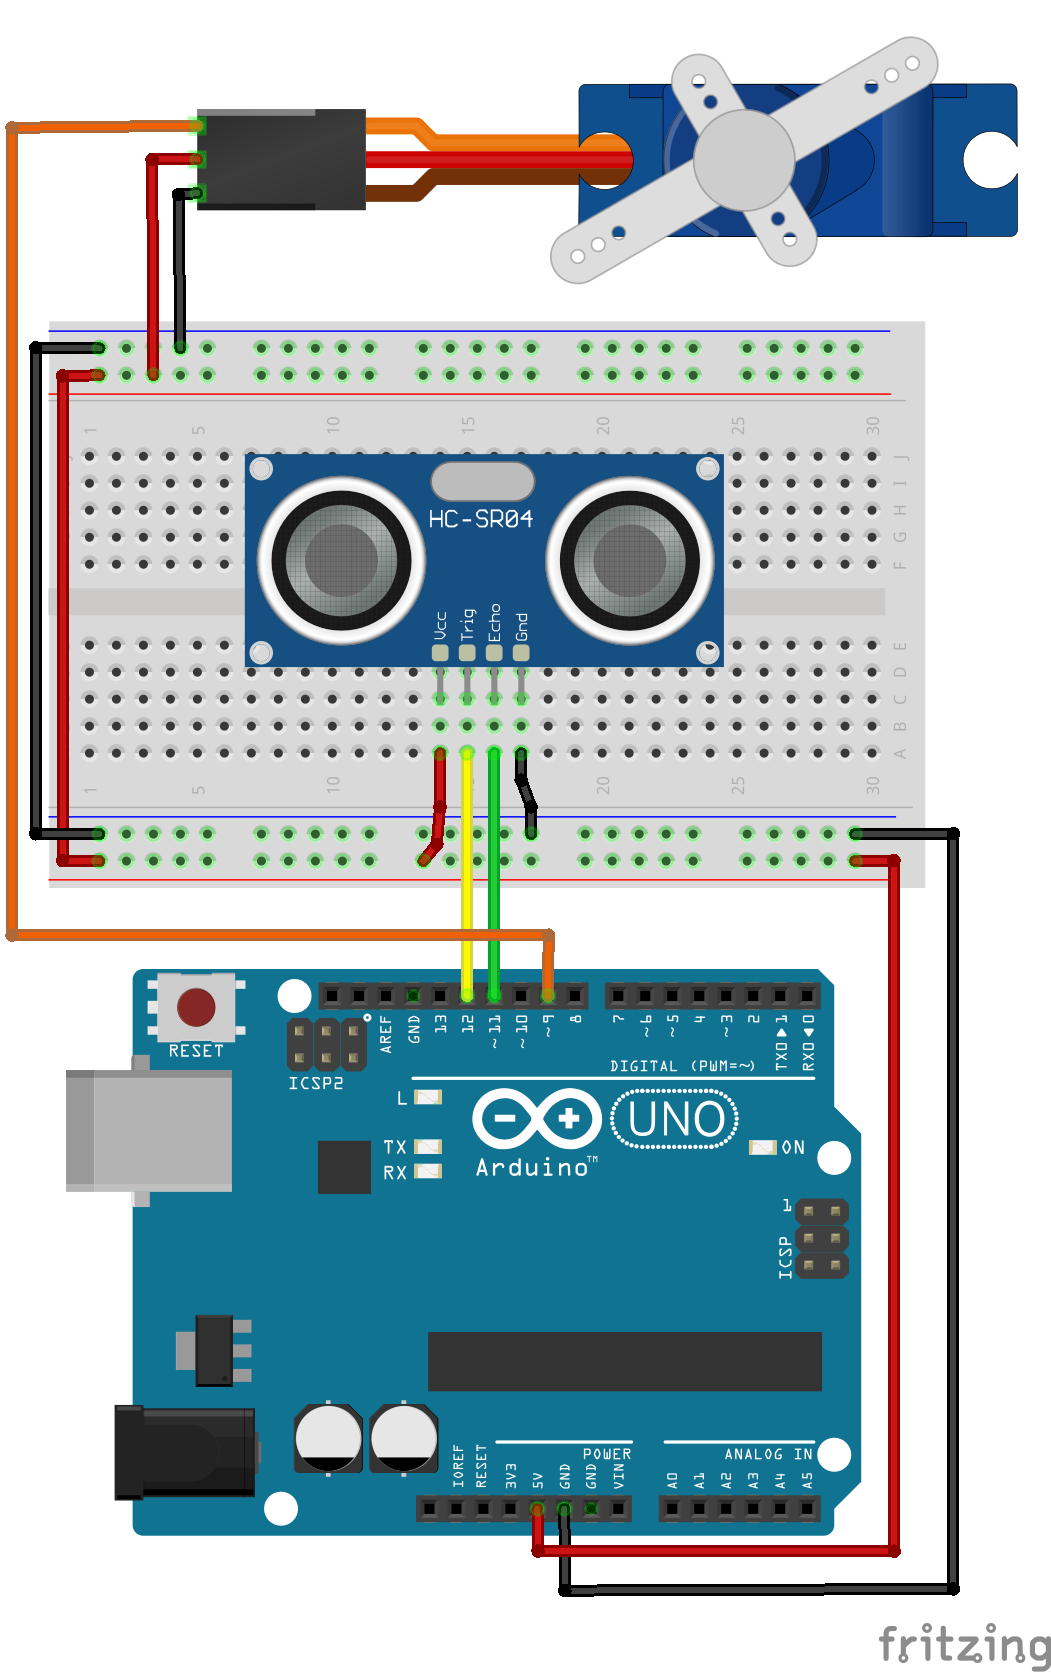 1 5 10 15 20 25 30
J
I
H
G
F
HC-SR04
Vcc Trig Echo Gnd
E
D
C
B
A
1 5 10 20 25 30
RESET
ICSP2
AREF GND 13 12 ~11 ~10 ~9 8 7 ~6 ~5 4 ~3 2 TX0▶1 RX0◀0
DIGITAL (PWM=~)
L
TX
RX
UNO
Arduino™
ON
1
ICSP
POWER
ANALOG IN
IOREF RESET 3V3 5V GND GND VIN A0 A1 A2 A3 A4 A5
fritzing